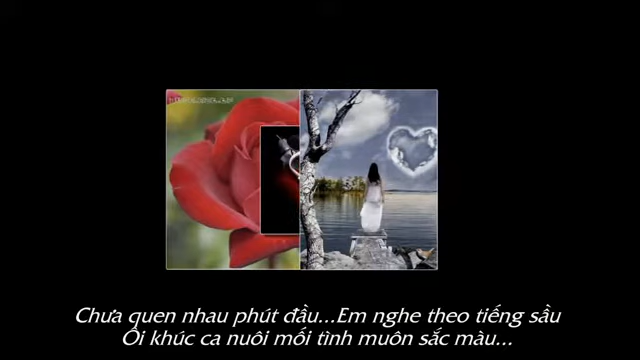 Chưa quen nhau phút đầu...Em nghe theo tiếng sầu
Ôi khúc ca nuôi mối tình muôn sắc màu...